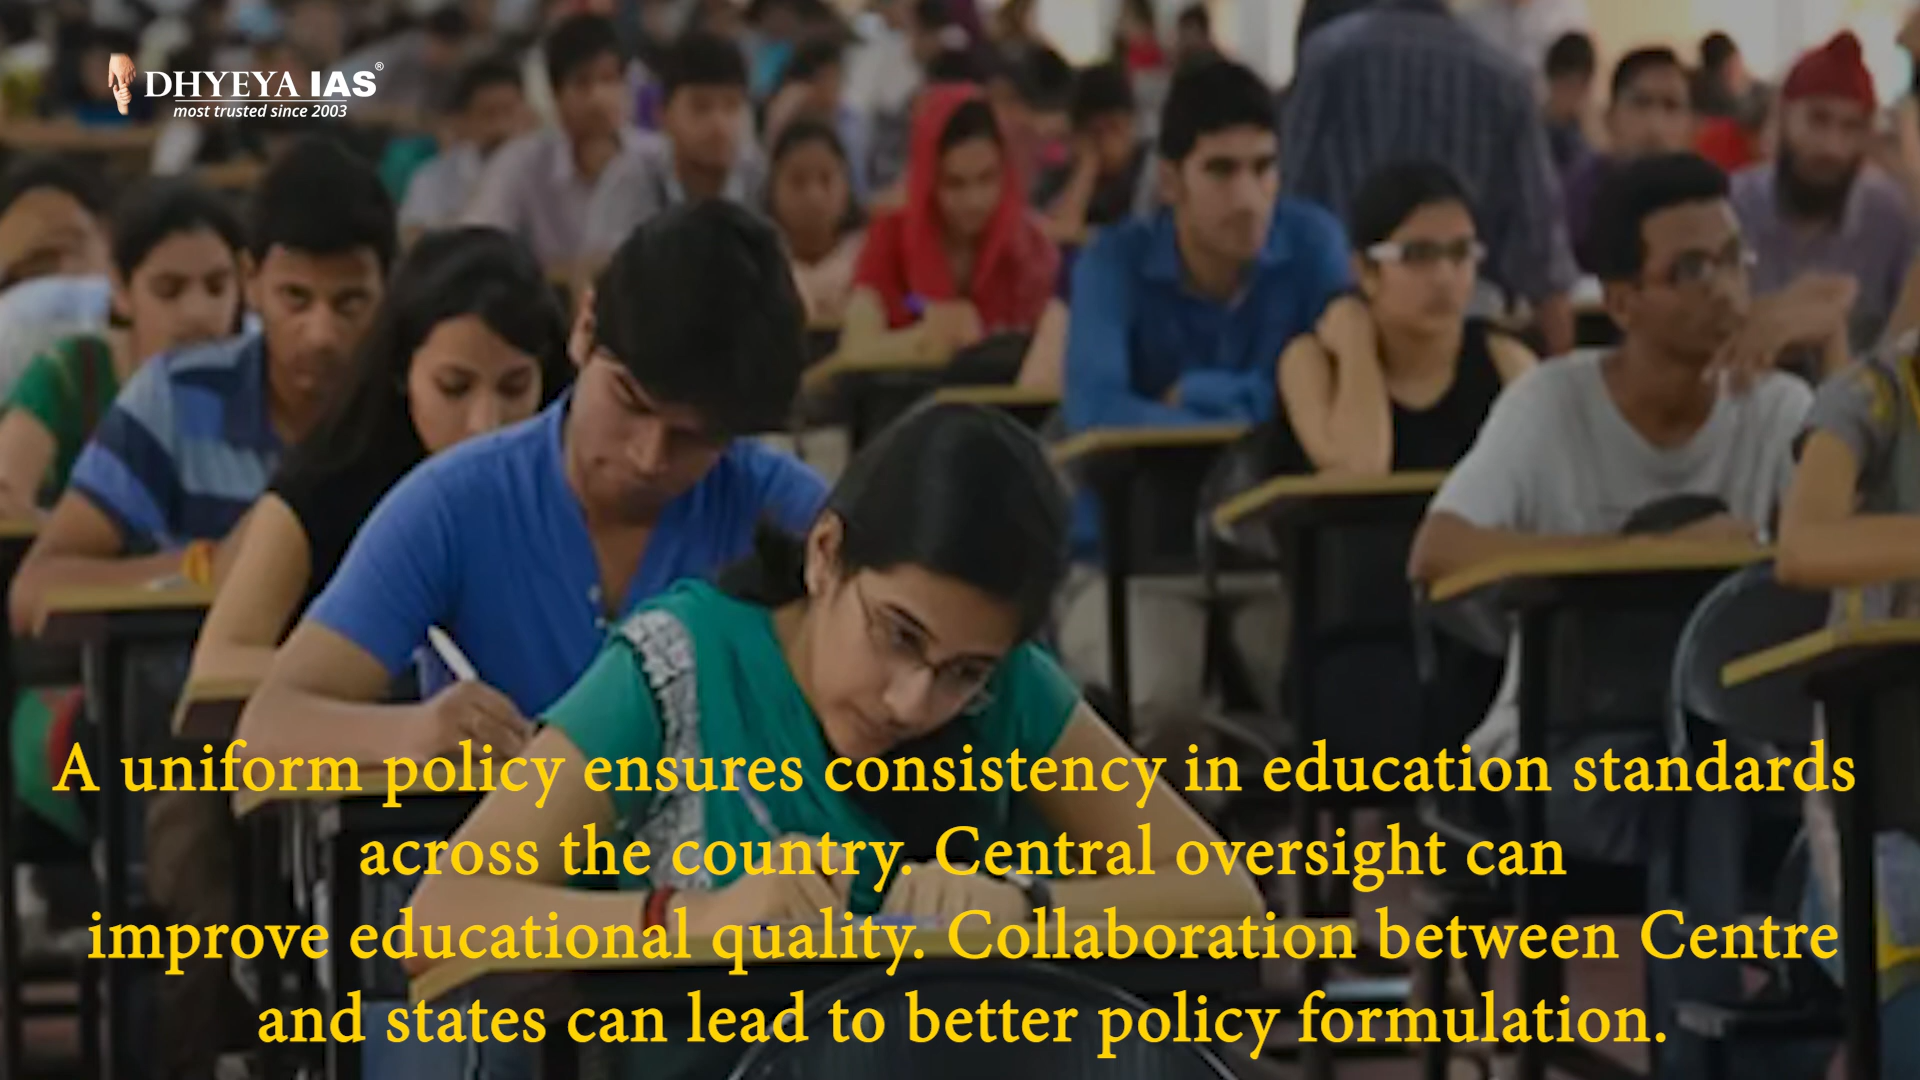 DHYEYA IAS®
most trusted since 2003
A uniform policy ensures consistency in education standards
across the country. Central oversight can
improve educational quality. Collaboration between Centre
and states can lead to better policy formulation.